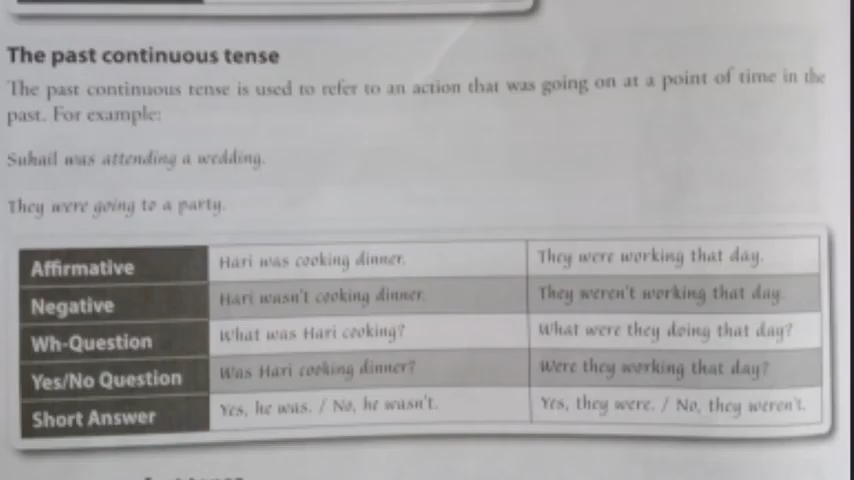 The past continuous tense
The past continuous tense is used to refer to an action that was going on at a point of time in the
past. For example:
Suhail was attending a wedding.
They were going to a party.
Affirmative Hari was cooking dinner. They were working that day.
Negative Hari wasn't cooking dinner. They weren't working that day.
Wh-Question What was Hari cooking? What were they doing that day?
Yes/No Question Was Hari cooking dinner? Were they working that day?
Short Answer Yes, he was. / No, he wasn't. Yes, they were. / No, they weren't.